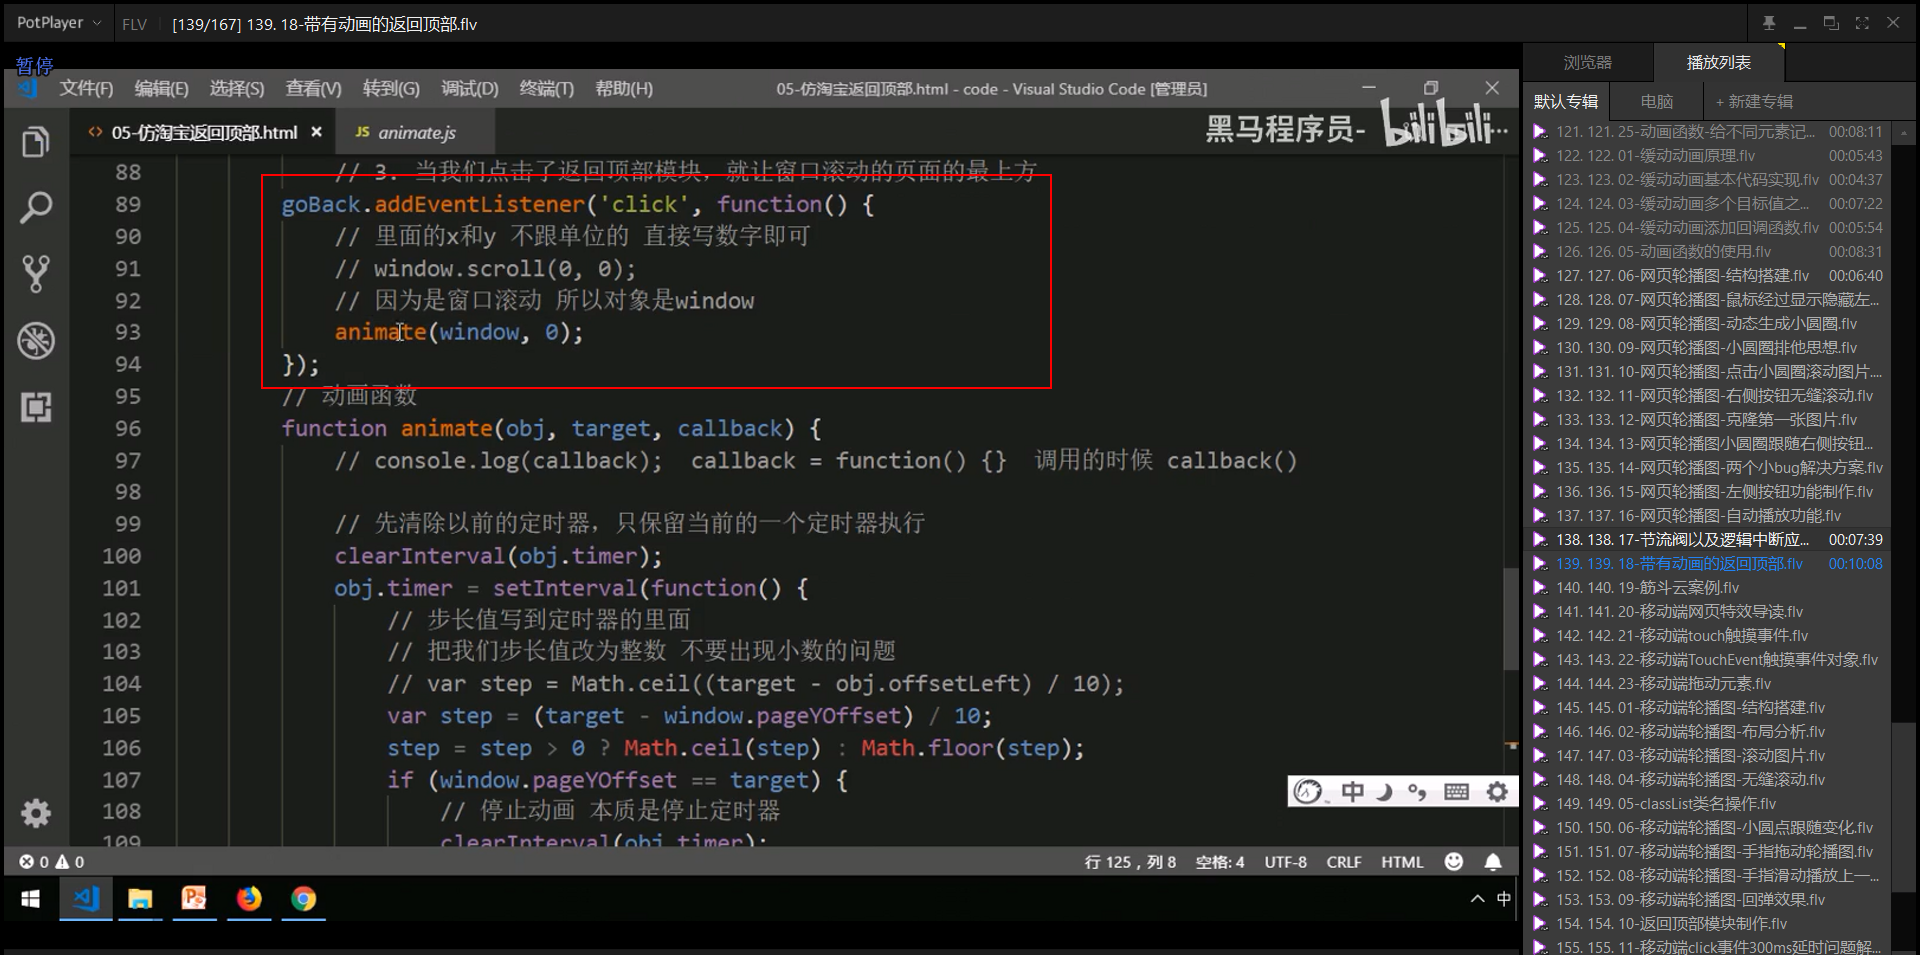 PotPlayer FLV [139/167] 139. 18-带有动画的返回顶部.flv
暂停
文件(F) 编辑(E) 选择(S) 查看(V) 转到(G) 调试(D) 终端(T) 帮助(H) 05-仿淘宝返回顶部.html - code - Visual Studio Code [管理员]
<> 05-仿淘宝返回顶部.html × JS animate.js
黑马程序员- bilibili ···
88 // 3. 当我们点击了返回顶部模块，就让窗口滚动的页面的最上方
89 goBack.addEventListener('click', function() {
90 // 里面的x和y 不跟单位的 直接写数字即可
91 // window.scroll(0, 0);
92 // 因为是窗口滚动 所以对象是window
93 animate(window, 0);
94 });
95 // 动画函数
96 function animate(obj, target, callback) {
97 // console.log(callback); callback = function() {} 调用的时候 callback()
98
99 // 先清除以前的定时器，只保留当前的一个定时器执行
100 clearInterval(obj.timer);
101 obj.timer = setInterval(function() {
102 // 步长值写到定时器的里面
103 // 把我们步长值改为整数 不要出现小数的问题
104 // var step = Math.ceil((target - obj.offsetLeft) / 10);
105 var step = (target - window.pageYOffset) / 10;
106 step = step > 0 ? Math.ceil(step) : Math.floor(step);
107 if (window.pageYOffset == target) {
108 // 停止动画 本质是停止定时器
109 clearInterval(obj.timer);
中
0 0 行 125，列 8 空格: 4 UTF-8 CRLF HTML
中
浏览器 播放列表
默认专辑 电脑 + 新建专辑
121. 121. 25-动画函数-给不同元素记... 00:08:11
122. 122. 01-缓动动画原理.flv 00:05:43
123. 123. 02-缓动动画基本代码实现.flv 00:04:37
124. 124. 03-缓动动画多个目标值之... 00:07:22
125. 125. 04-缓动动画添加回调函数.flv 00:05:54
126. 126. 05-动画函数的使用.flv 00:08:31
127. 127. 06-网页轮播图-结构搭建.flv 00:06:40
128. 128. 07-网页轮播图-鼠标经过显示隐藏左...
129. 129. 08-网页轮播图-动态生成小圆圈.flv
130. 130. 09-网页轮播图-小圆圈排他思想.flv
131. 131. 10-网页轮播图-点击小圆圈滚动图片....
132. 132. 11-网页轮播图-右侧按钮无缝滚动.flv
133. 133. 12-网页轮播图-克隆第一张图片.flv
134. 134. 13-网页轮播图小圆圈跟随右侧按钮...
135. 135. 14-网页轮播图-两个小bug解决方案.flv
136. 136. 15-网页轮播图-左侧按钮功能制作.flv
137. 137. 16-网页轮播图-自动播放功能.flv
138. 138. 17-节流阀以及逻辑中断应... 00:07:39
139. 139. 18-带有动画的返回顶部.flv 00:10:08
140. 140. 19-筋斗云案例.flv
141. 141. 20-移动端网页特效导读.flv
142. 142. 21-移动端touch触摸事件.flv
143. 143. 22-移动端TouchEvent触摸事件对象.flv
144. 144. 23-移动端拖动元素.flv
145. 145. 01-移动端轮播图-结构搭建.flv
146. 146. 02-移动端轮播图-布局分析.flv
147. 147. 03-移动端轮播图-滚动图片.flv
148. 148. 04-移动端轮播图-无缝滚动.flv
149. 149. 05-classList类名操作.flv
150. 150. 06-移动端轮播图-小圆点跟随变化.flv
151. 151. 07-移动端轮播图-手指拖动轮播图.flv
152. 152. 08-移动端轮播图-手指滑动播放上一...
153. 153. 09-移动端轮播图-回弹效果.flv
154. 154. 10-返回顶部模块制作.flv
155. 155. 11-移动端click事件300ms延时问题解...